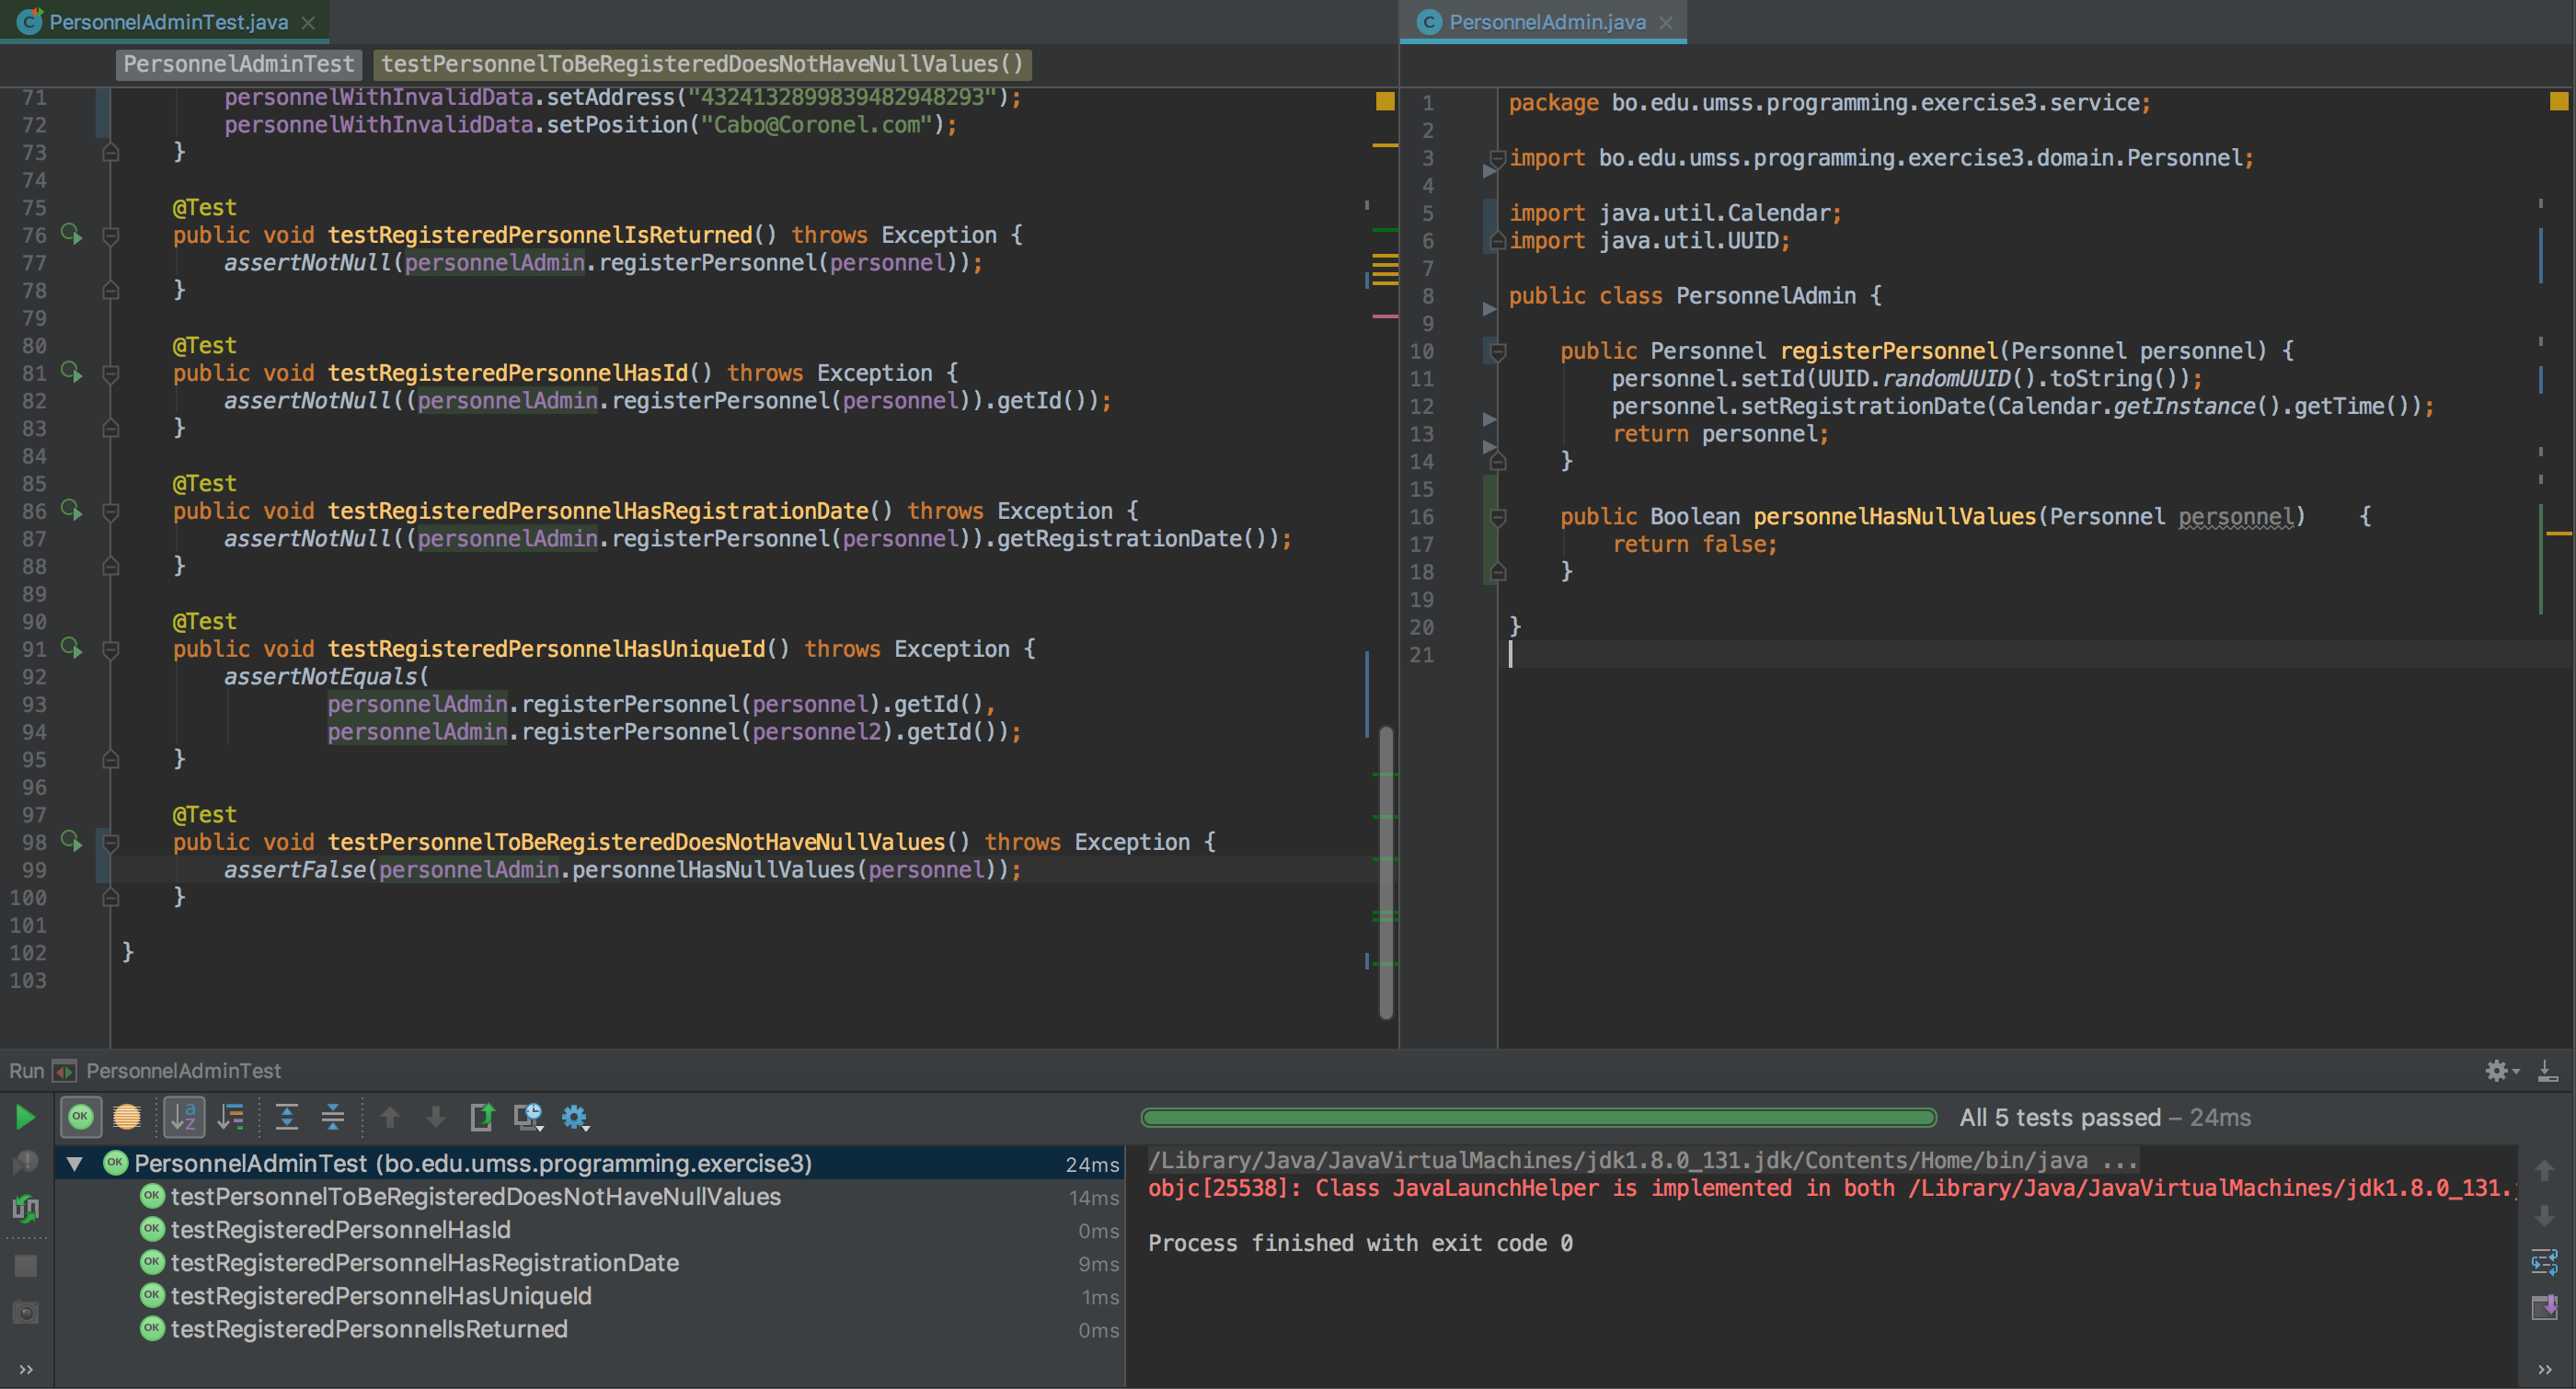 PersonnelAdminTest.java
PersonnelAdminTest testPersonnelToBeRegisteredDoesNotHaveNullValues()
71 personnelWithInvalidData.setAddress("4324132899839482948293");
72 personnelWithInvalidData.setPosition("Cabo@Coronel.com");
73 }
74
75 @Test
76 public void testRegisteredPersonnelIsReturned() throws Exception {
77 assertNotNull(personnelAdmin.registerPersonnel(personnel));
78 }
79
80 @Test
81 public void testRegisteredPersonnelHasId() throws Exception {
82 assertNotNull((personnelAdmin.registerPersonnel(personnel)).getId());
83 }
84
85 @Test
86 public void testRegisteredPersonnelHasRegistrationDate() throws Exception {
87 assertNotNull((personnelAdmin.registerPersonnel(personnel)).getRegistrationDate());
88 }
89
90 @Test
91 public void testRegisteredPersonnelHasUniqueId() throws Exception {
92 assertNotEquals(
93 personnelAdmin.registerPersonnel(personnel).getId(),
94 personnelAdmin.registerPersonnel(personnel2).getId());
95 }
96
97 @Test
98 public void testPersonnelToBeRegisteredDoesNotHaveNullValues() throws Exception {
99 assertFalse(personnelAdmin.personnelHasNullValues(personnel));
100 }
101
102 }
103
PersonnelAdmin.java
1 package bo.edu.umss.programming.exercise3.service;
2
3 import bo.edu.umss.programming.exercise3.domain.Personnel;
4
5 import java.util.Calendar;
6 import java.util.UUID;
7
8 public class PersonnelAdmin {
9
10 public Personnel registerPersonnel(Personnel personnel) {
11 personnel.setId(UUID.randomUUID().toString());
12 personnel.setRegistrationDate(Calendar.getInstance().getTime());
13 return personnel;
14 }
15
16 public Boolean personnelHasNullValues(Personnel personnel) {
17 return false;
18 }
19
20 }
21
Run PersonnelAdminTest
All 5 tests passed – 24ms
PersonnelAdminTest (bo.edu.umss.programming.exercise3) 24ms
OK testPersonnelToBeRegisteredDoesNotHaveNullValues 14ms
OK testRegisteredPersonnelHasId 0ms
OK testRegisteredPersonnelHasRegistrationDate 9ms
OK testRegisteredPersonnelHasUniqueId 1ms
OK testRegisteredPersonnelIsReturned 0ms
/Library/Java/JavaVirtualMachines/jdk1.8.0_131.jdk/Contents/Home/bin/java ...
objc[25538]: Class JavaLaunchHelper is implemented in both /Library/Java/JavaVirtualMachines/jdk1.8.0_131.
Process finished with exit code 0